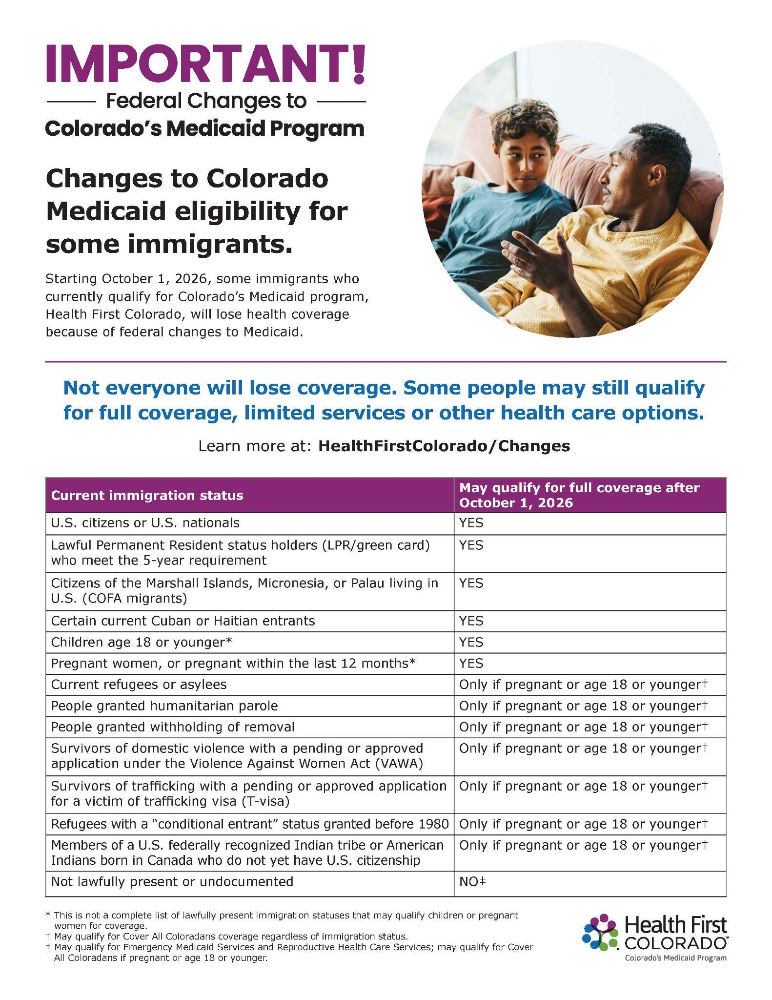 IMPORTANT!
Federal Changes to
Colorado's Medicaid Program
Changes to Colorado
Medicaid eligibility for
some immigrants.
Starting October 1, 2026, some immigrants who
currently qualify for Colorado's Medicaid program,
Health First Colorado, will lose health coverage
because of federal changes to Medicaid.
Not everyone will lose coverage. Some people may still qualify
for full coverage, limited services or other health care options.
Learn more at: HealthFirstColorado/Changes
Current immigration status
May qualify for full coverage after
October 1, 2026
U.S. citizens or U.S. nationals
YES
Lawful Permanent Resident status holders (LPR/green card)
who meet the 5-year requirement
YES
Citizens of the Marshall Islands, Micronesia, or Palau living in
U.S. (COFA migrants)
YES
Certain current Cuban or Haitian entrants
YES
Children age 18 or younger*
YES
Pregnant women, or pregnant within the last 12 months*
YES
Current refugees or asylees
Only if pregnant or age 18 or younger†
People granted humanitarian parole
Only if pregnant or age 18 or younger†
People granted withholding of removal
Only if pregnant or age 18 or younger†
Survivors of domestic violence with a pending or approved
application under the Violence Against Women Act (VAWA)
Only if pregnant or age 18 or younger†
Survivors of trafficking with a pending or approved application
for a victim of trafficking visa (T-visa)
Only if pregnant or age 18 or younger†
Refugees with a “conditional entrant” status granted before 1980
Only if pregnant or age 18 or younger†
Members of a U.S. federally recognized Indian tribe or American
Indians born in Canada who do not yet have U.S. citizenship
Only if pregnant or age 18 or younger†
Not lawfully present or undocumented
NO‡
* This is not a complete list of lawfully present immigration statuses that may qualify children or pregnant
women for coverage.
† May qualify for Cover All Coloradans coverage regardless of immigration status.
‡ May qualify for Emergency Medicaid Services and Reproductive Health Care Services; may qualify for Cover
All Coloradans if pregnant or age 18 or younger.
Health First
COLORADO™
Colorado's Medicaid Program